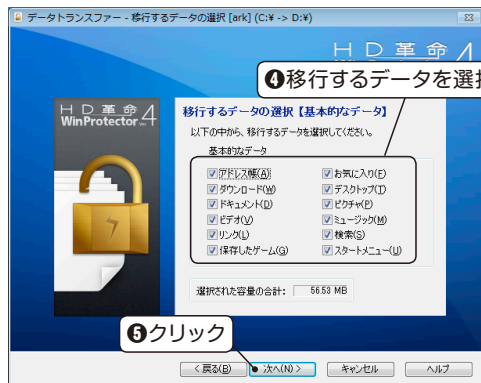 データトランスファー - 移行するデータの選択 [ark] (C:¥ -> D:¥)
HD革命/
❹移行するデータを選
HD革命/4
WinProtector
移行するデータの選択【基本的なデータ】
以下の中から、移行するデータを選択してください。
基本的なデータ
アドレス帳(A) お気に入り(F)
ダウンロード(W) デスクトップ(T)
ドキュメント(D) ピクチャ(P)
ビデオ(V) ミュージック(M)
リンク(L) 検索(S)
保存したゲーム(G) スタートメニュー(U)
選択された容量の合計: 56.53 MB
❺クリック
< 戻る(B) 次へ(N) > キャンセル ヘルプ